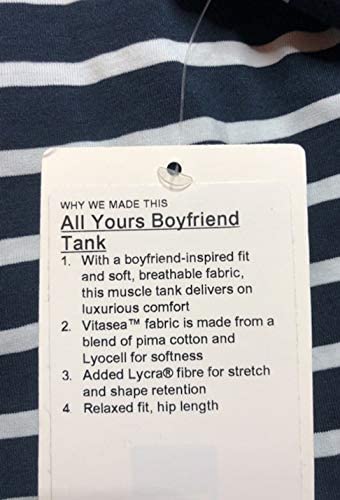 WHY WE MADE THIS
All Yours Boyfriend
Tank
1. With a boyfriend-inspired fit
and soft, breathable fabric,
this muscle tank delivers on
luxurious comfort
2. Vitasea™ fabric is made from a
blend of pima cotton and
Lyocell for softness
3. Added Lycra® fibre for stretch
and shape retention
4 Relaxed fit, hip length